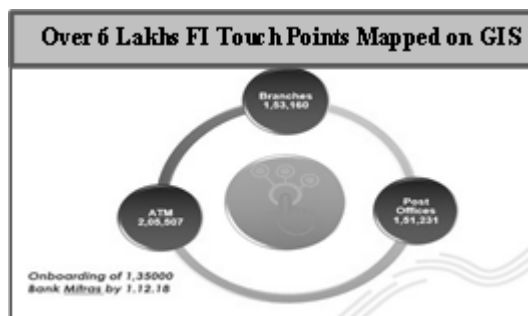 Over 6 Lakhs FI Touch Points Mapped on GIS
Branches
1,53,160
ATM
2,05,507
Post
Offices
1,51,231
Onboarding of 1,35000
Bank Mitras by 1.12.18